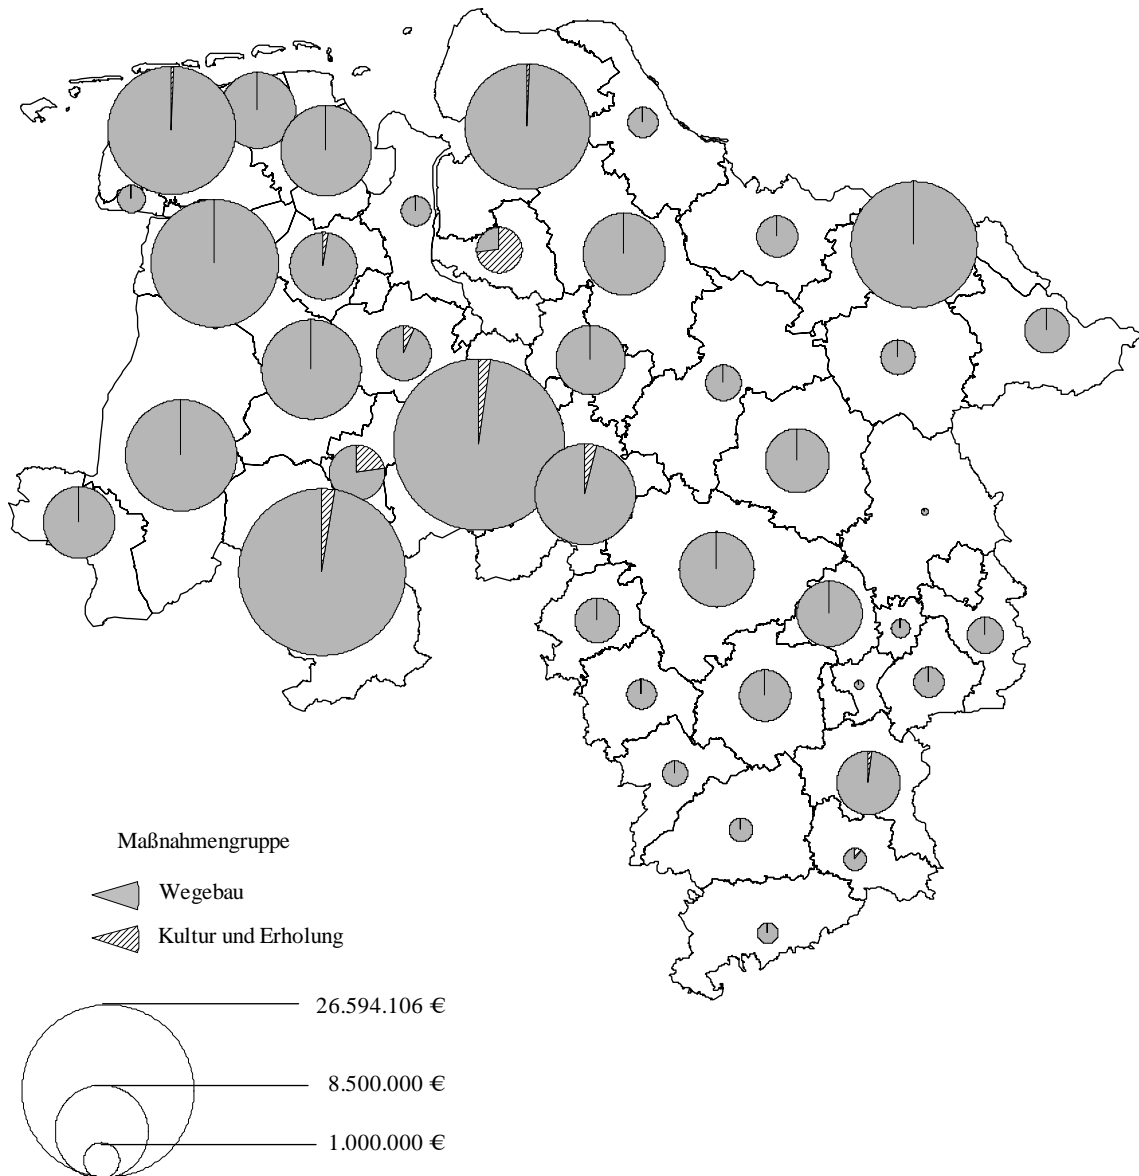 Maßnahmengruppe
Wegebau
Kultur und Erholung
26.594.106 €
8.500.000 €
1.000.000 €